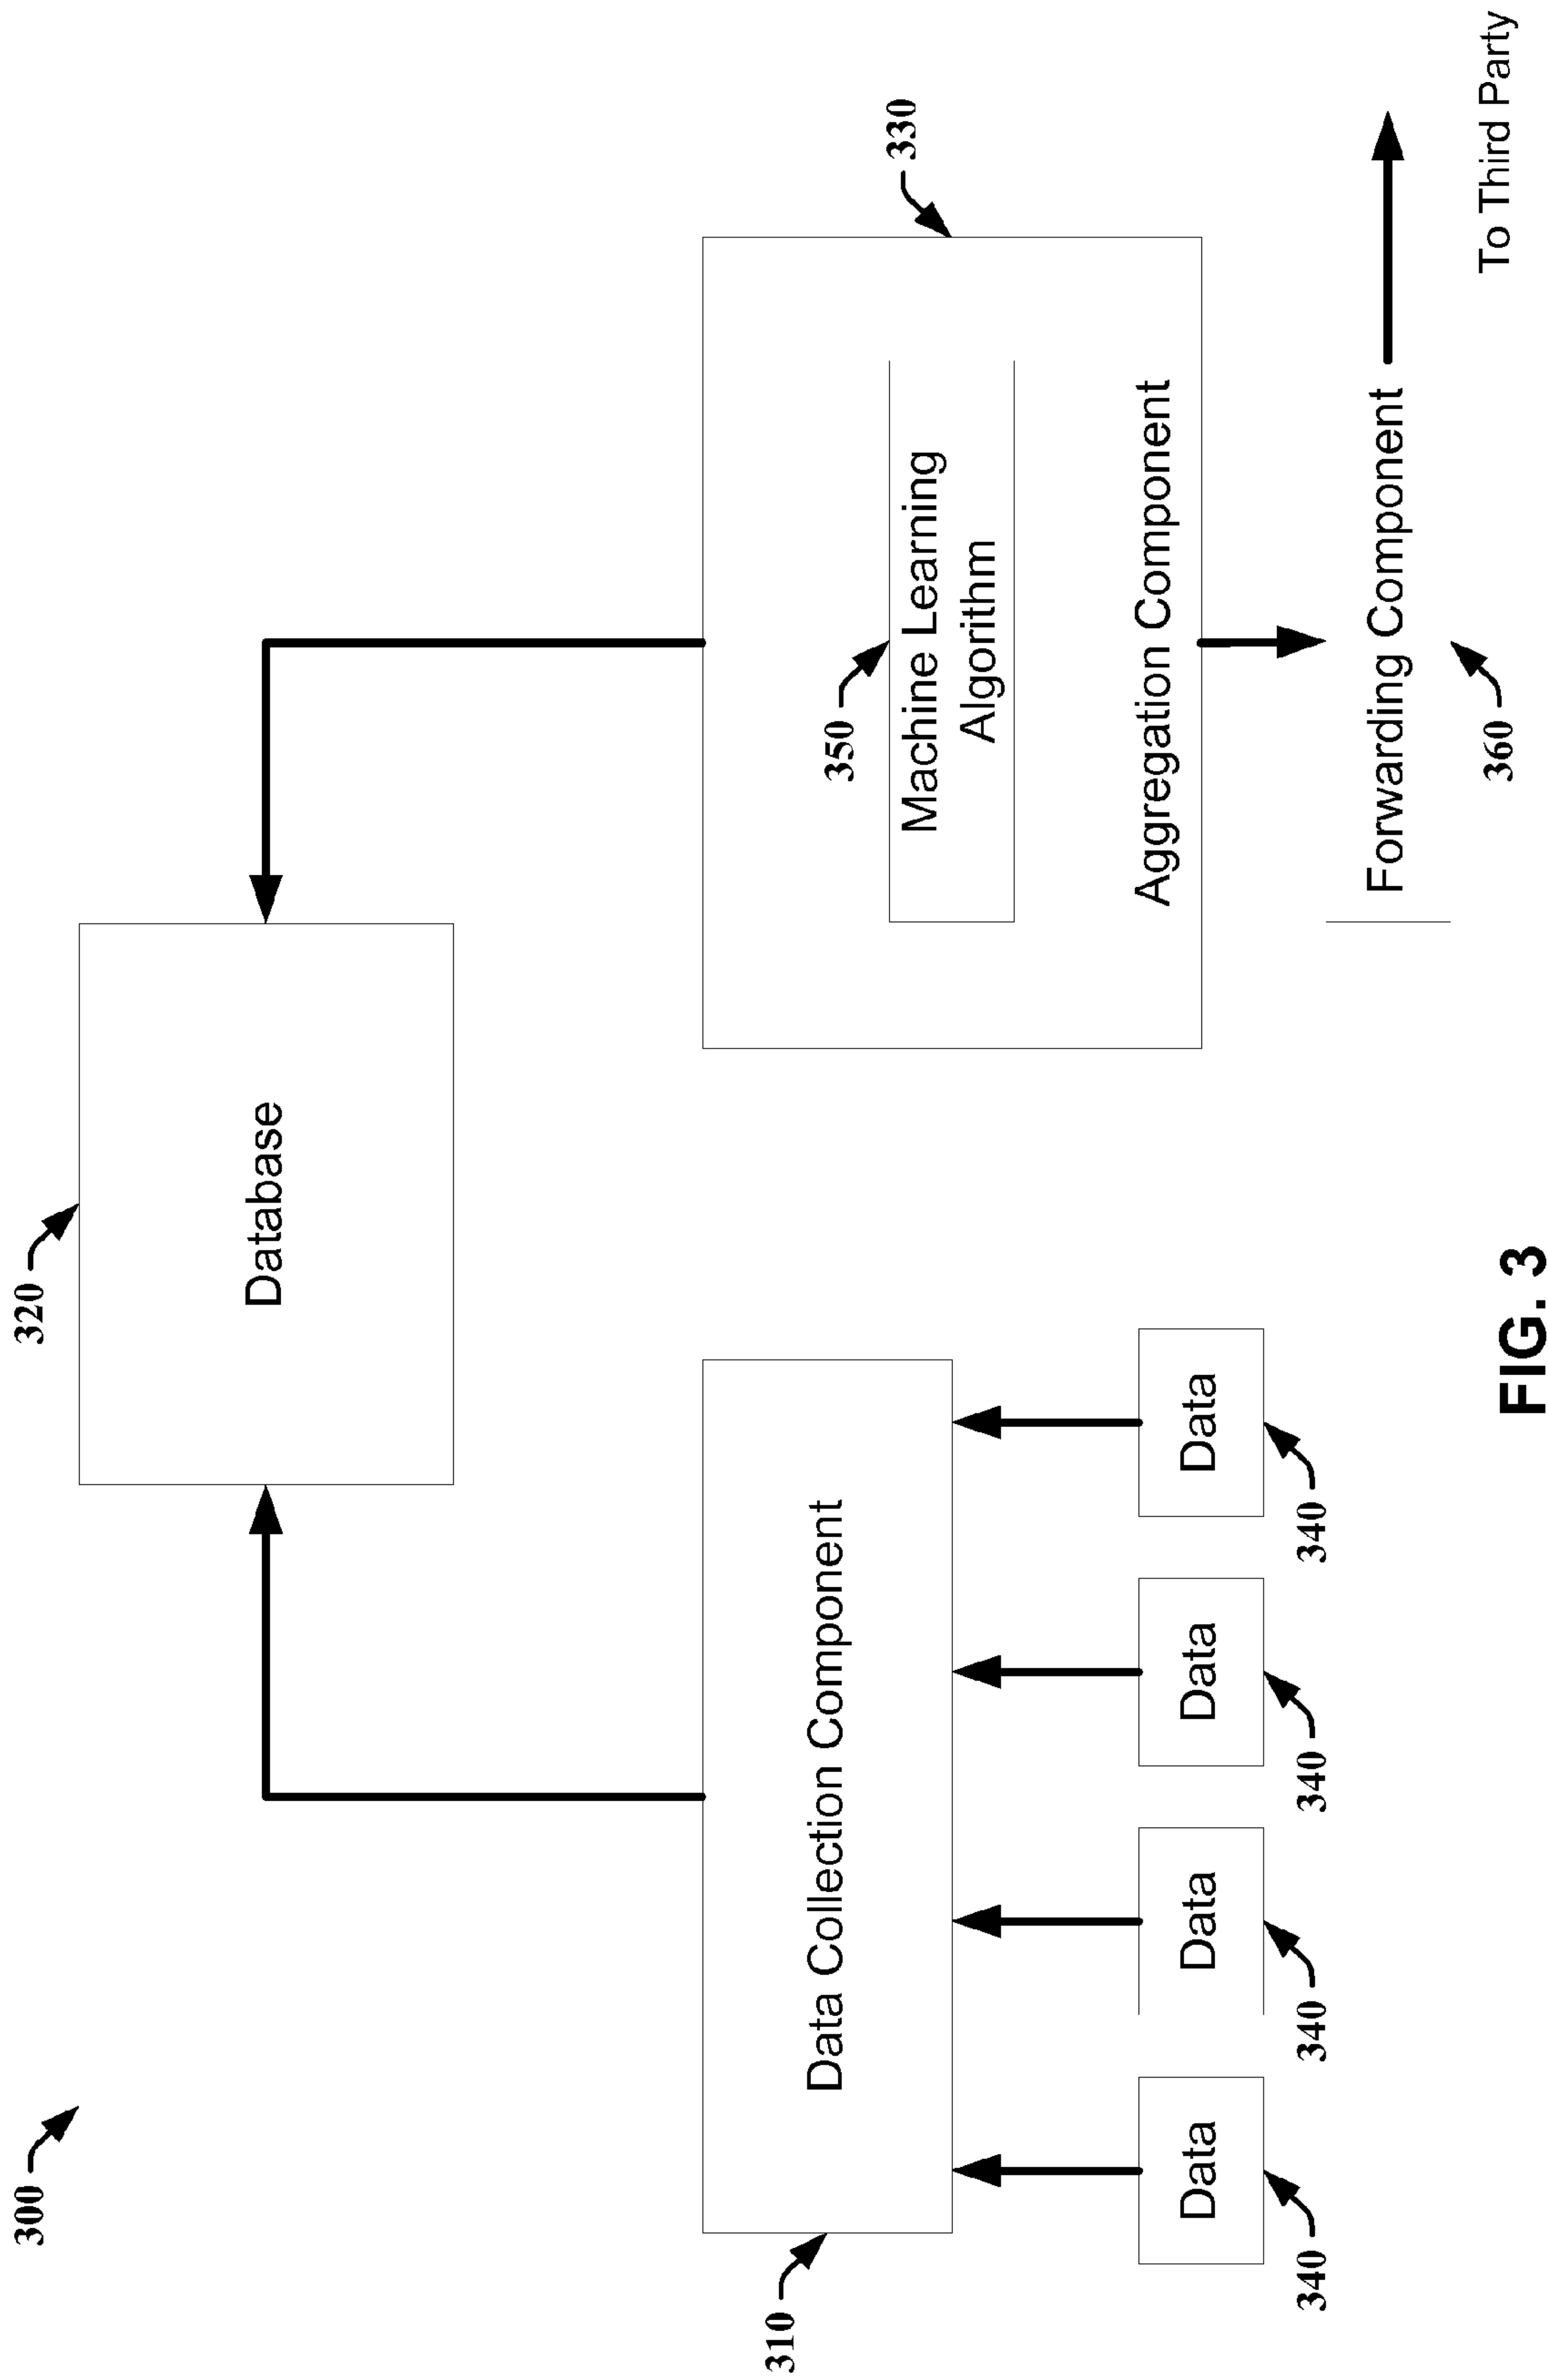 300
320
Database
310
Data Collection Component
330
350
Machine Learning
Algorithm
Aggregation Component
Data
Data
Data
Data
340
340
340
340
Forwarding Component
360
To Third Party
FIG. 3